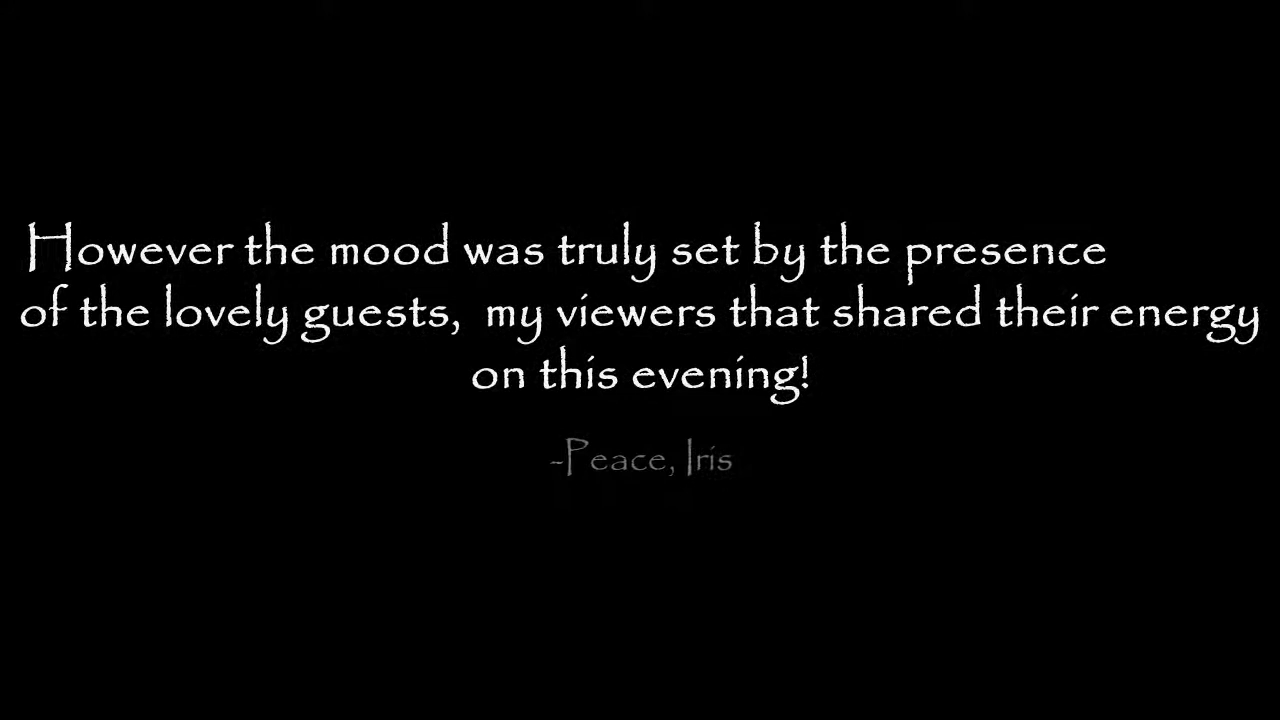 However the mood was truly set by the presence
of the lovely guests,  my viewers that shared their energy
on this evening!
-Peace, Iris